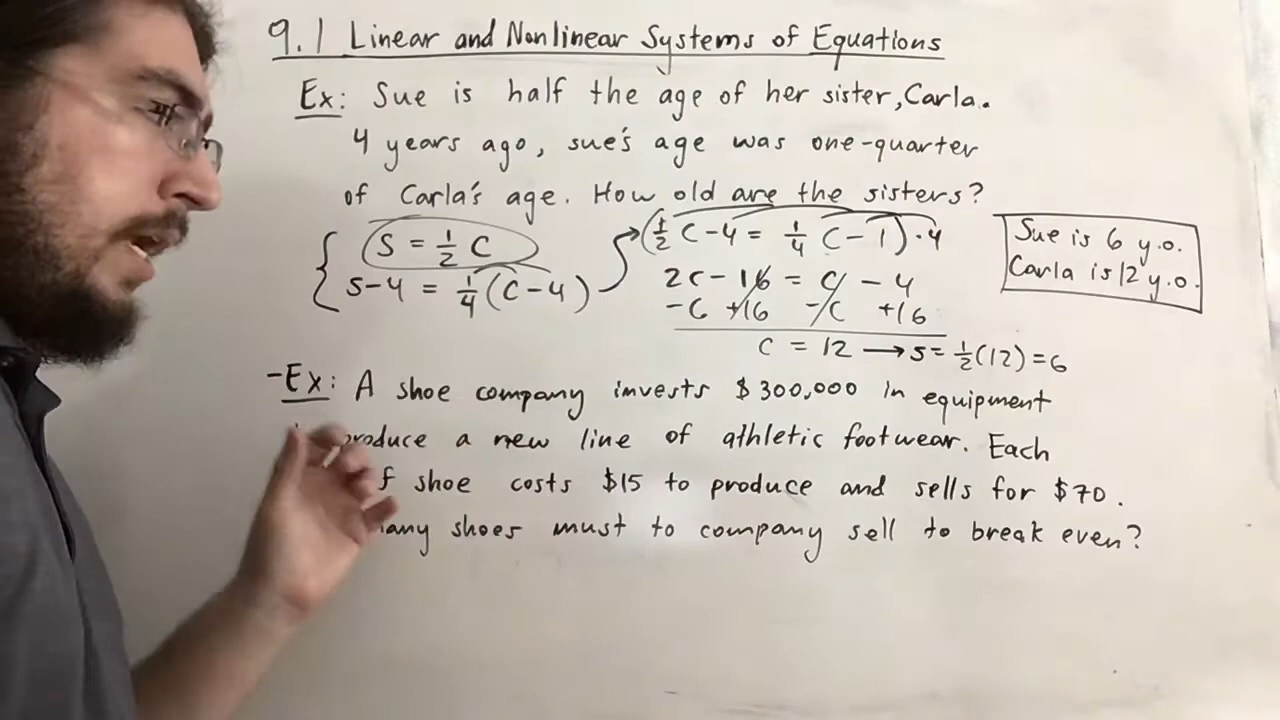 9.1 Linear and Nonlinear Systems of Equations
Ex: Sue is half the age of her sister, Carla.
4 years ago, sue's age was one-quarter
of Carla's age. How old are the sisters?
S = 1/2 C
S-4 = 1/4 (C-4)
(1/2 C - 4 = 1/4 C - 1) · 4
2C - 16 = C - 4
-C +16 -C +16
C = 12 → S = 1/2 (12) = 6
Sue is 6 y.o.
Carla is 12 y.o.
-Ex: A shoe company invests $300,000 in equipment
produce a new line of athletic footwear. Each
shoe costs $15 to produce and sells for $70.
many shoes must to company sell to break even?